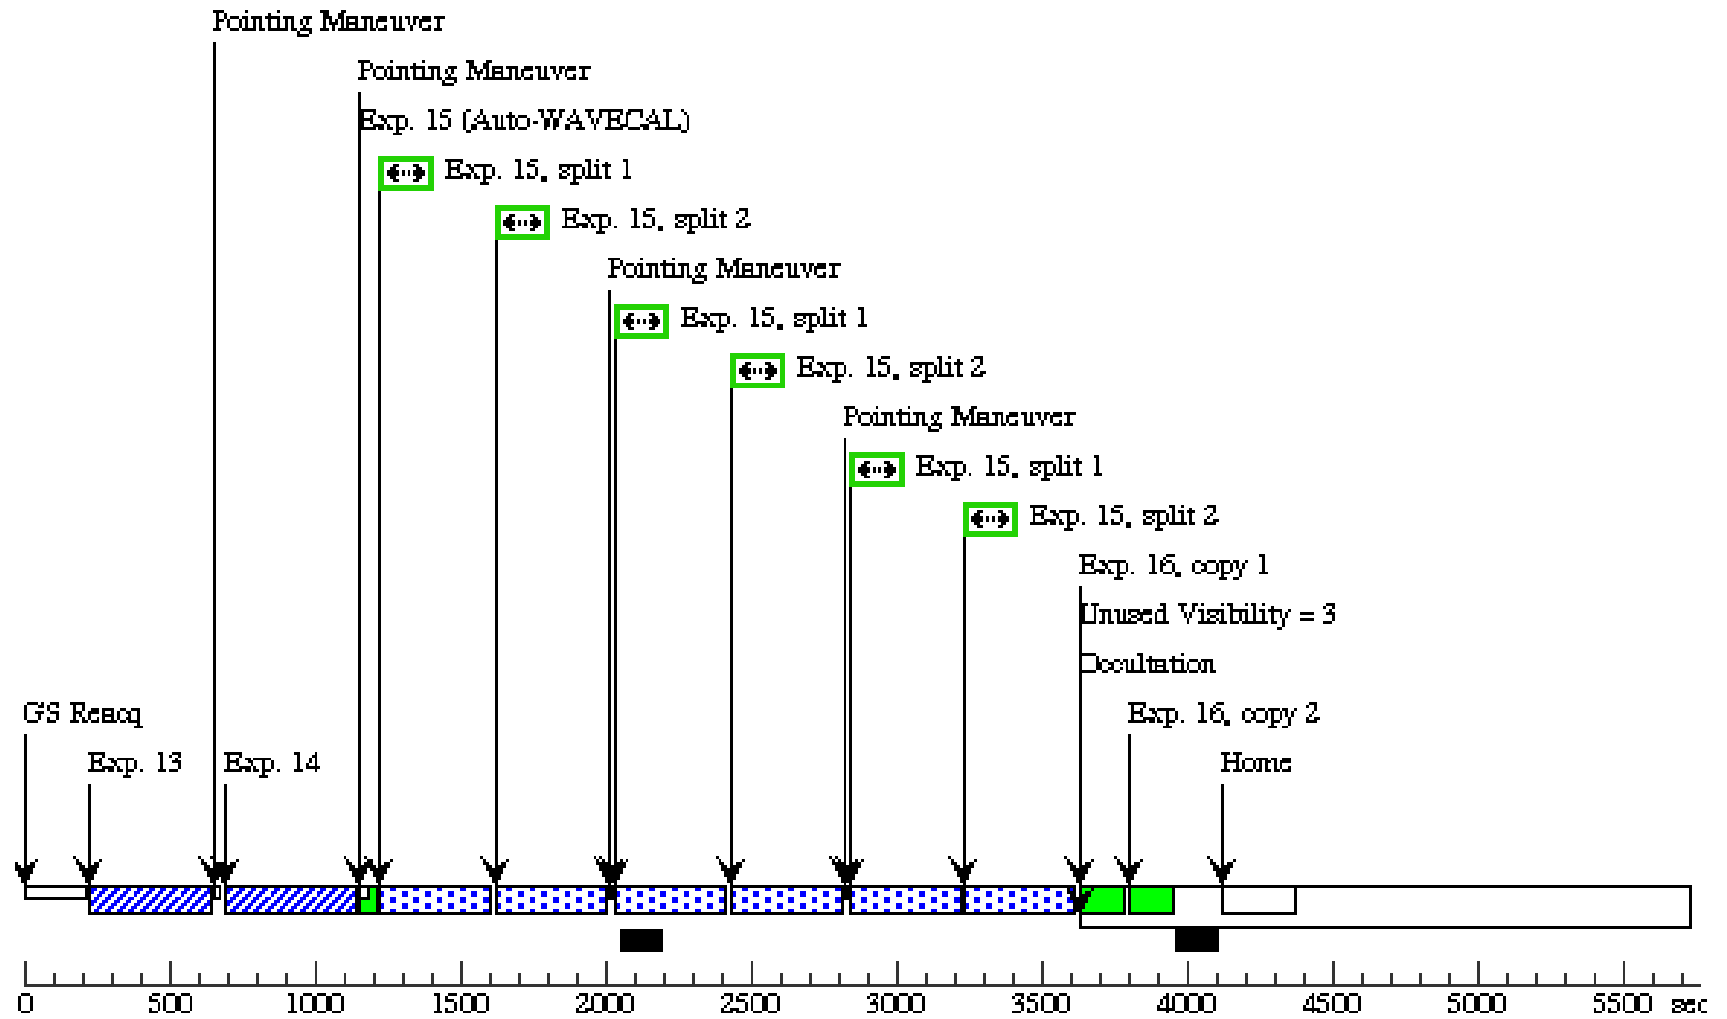 Pointing Maneuver
Pointing Maneuver
Exp. 15 (Auto-WAVECAL)
Exp. 15, split 1
Exp. 15, split 2
Pointing Maneuver
Exp. 15, split 1
Exp. 15, split 2
Pointing Maneuver
Exp. 15, split 1
Exp. 15, split 2
Exp. 16, copy 1
Unused Visibility = 3
Occultation
GS Reacq
Exp. 16, copy 2
Exp. 13
Exp. 14
Home
0 500 1000 1500 2000 2500 3000 3500 4000 4500 5000 5500 sec